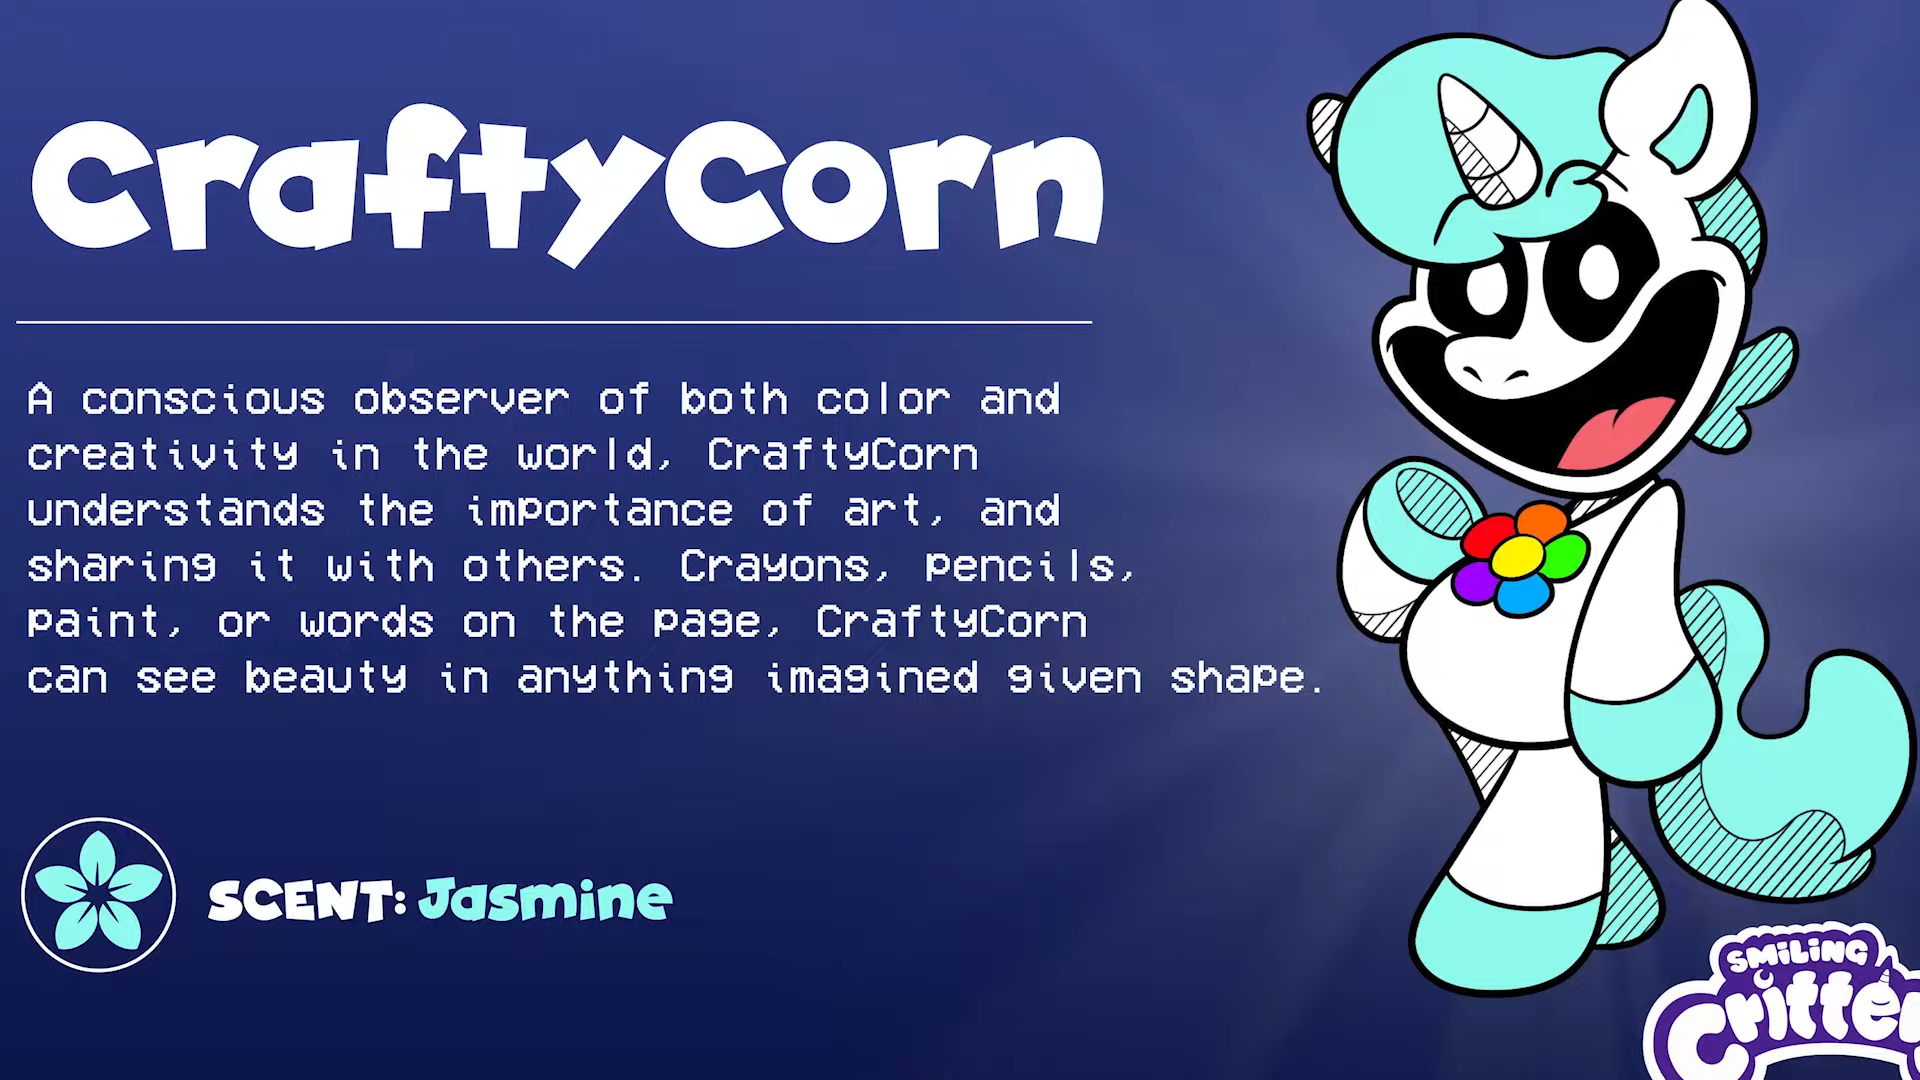 CraftyCorn
A conscious observer of both color and
creativity in the world, CraftyCorn
understands the importance of art, and
sharing it with others. Crayons, pencils,
paint, or words on the page, CraftyCorn
can see beauty in anything imagined given shape.
SCENT: Jasmine
SMiLiNG